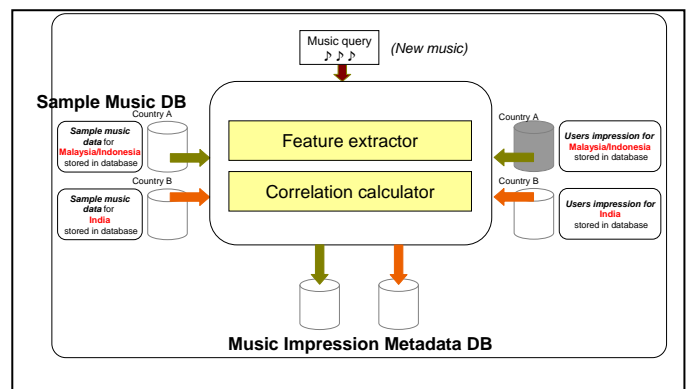 Music query
♪ ♪ ♪
(New music)
Sample Music DB
Country A
Sample music
data for
Malaysia/Indonesia
stored in database
Country B
Sample music
data for
India
stored in database
Feature extractor
Correlation calculator
Country A
Users impression for
Malaysia/Indonesia
stored in database
Country B
Users impression for
India
stored in database
Music Impression Metadata DB